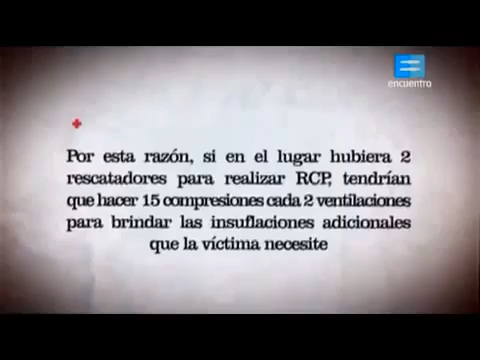 encuentro
Por esta razón, si en el lugar hubiera 2
rescatadores para realizar RCP, tendrían
que hacer 15 compresiones cada 2 ventilaciones
para brindar las insuflaciones adicionales
que la víctima necesite